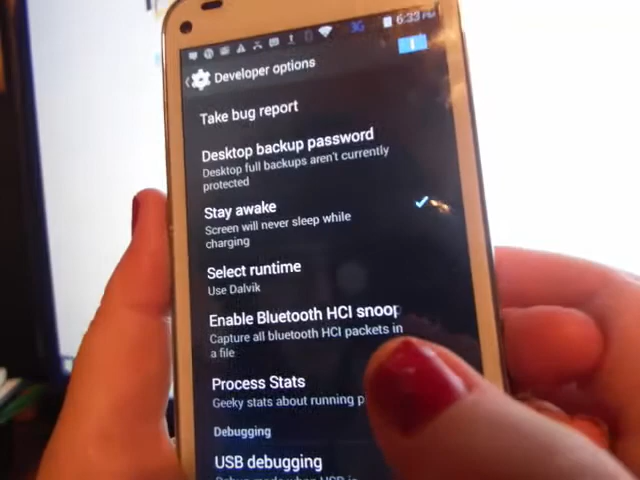 3G 6:33 PM
Developer options
Take bug report
Desktop backup password
Desktop full backups aren't currently
protected
Stay awake
Screen will never sleep while
charging
Select runtime
Use Dalvik
Enable Bluetooth HCI snoop
Capture all bluetooth HCI packets in
a file
Process Stats
Geeky stats about running p
Debugging
USB debugging